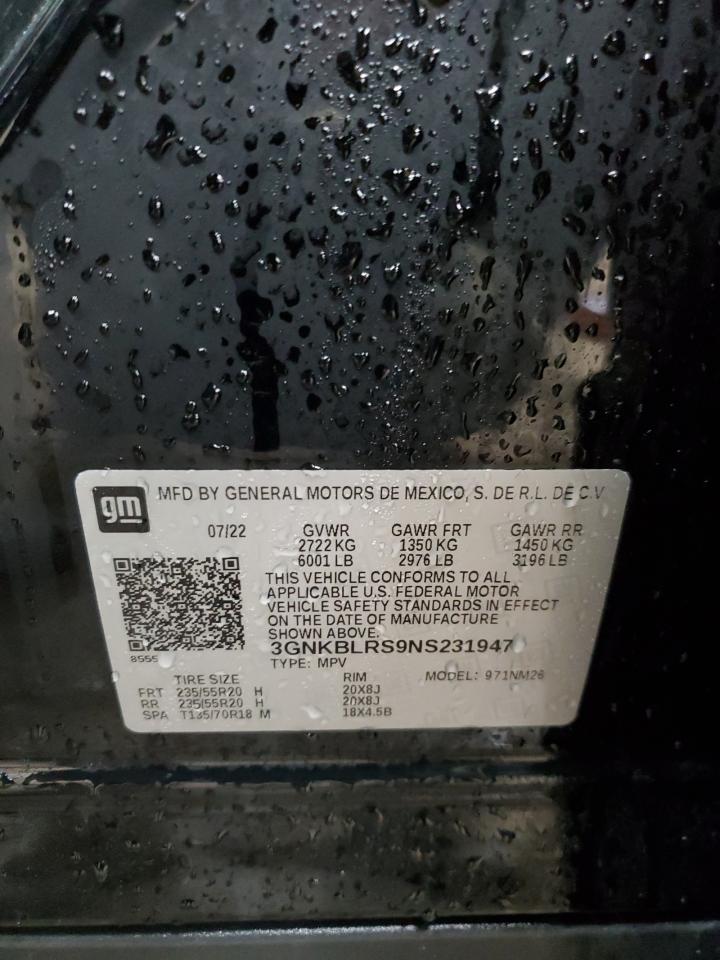 gm MFD BY GENERAL MOTORS DE MEXICO, S. DE R.L. DE C.V
07/22 GVWR GAWR FRT GAWR RR
2722 KG 1350 KG 1450 KG
6001 LB 2976 LB 3196 LB
THIS VEHICLE CONFORMS TO ALL
APPLICABLE U.S. FEDERAL MOTOR
VEHICLE SAFETY STANDARDS IN EFFECT
ON THE DATE OF MANUFACTURE
SHOWN ABOVE.
3GNKBLRS9NS231947
8555 TYPE: MPV
TIRE SIZE RIM MODEL: 971NM26
FRT 235/55R20 H 20X8J
RR 235/55R20 H 20X8J
SPA T135/70R18 M 18X4.5B